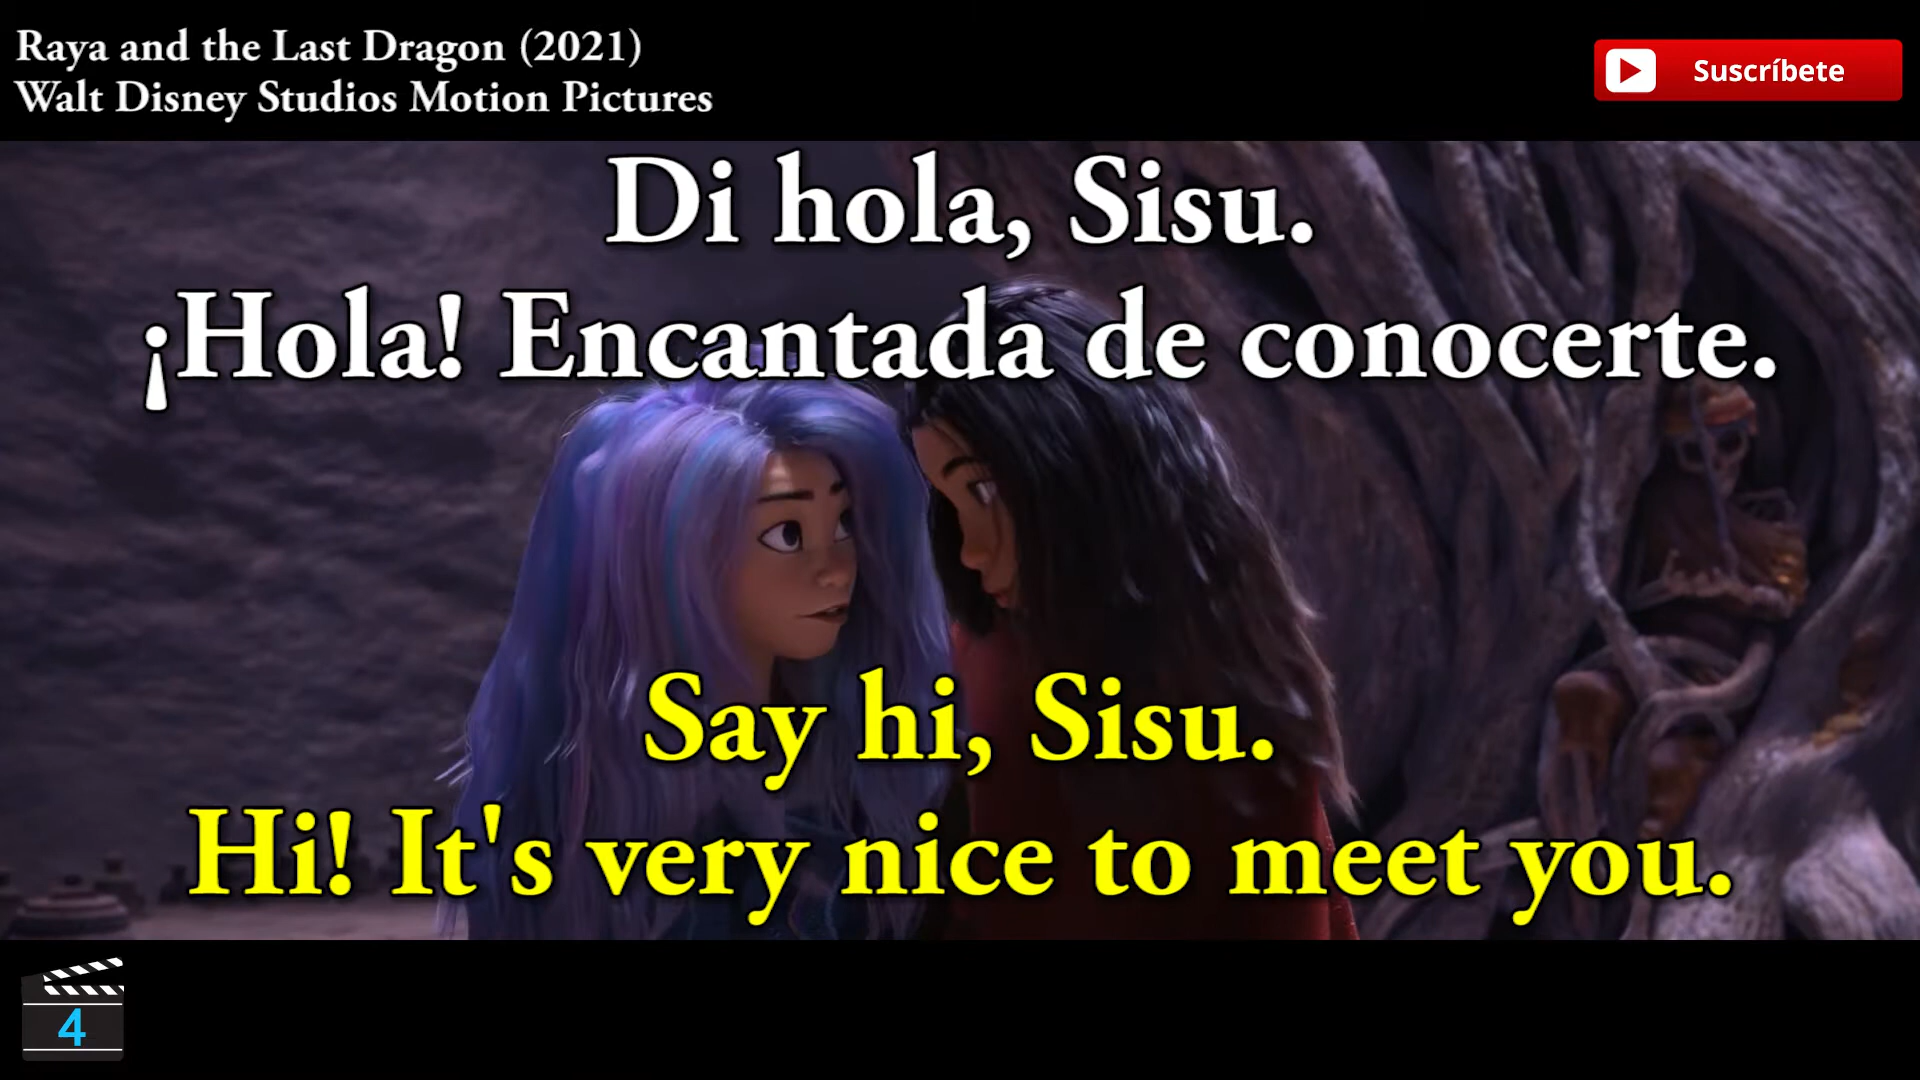 Raya and the Last Dragon (2021)
Walt Disney Studios Motion Pictures
Suscríbete
Di hola, Sisu.
¡Hola! Encantada de conocerte.
Say hi, Sisu.
Hi! It's very nice to meet you.
4